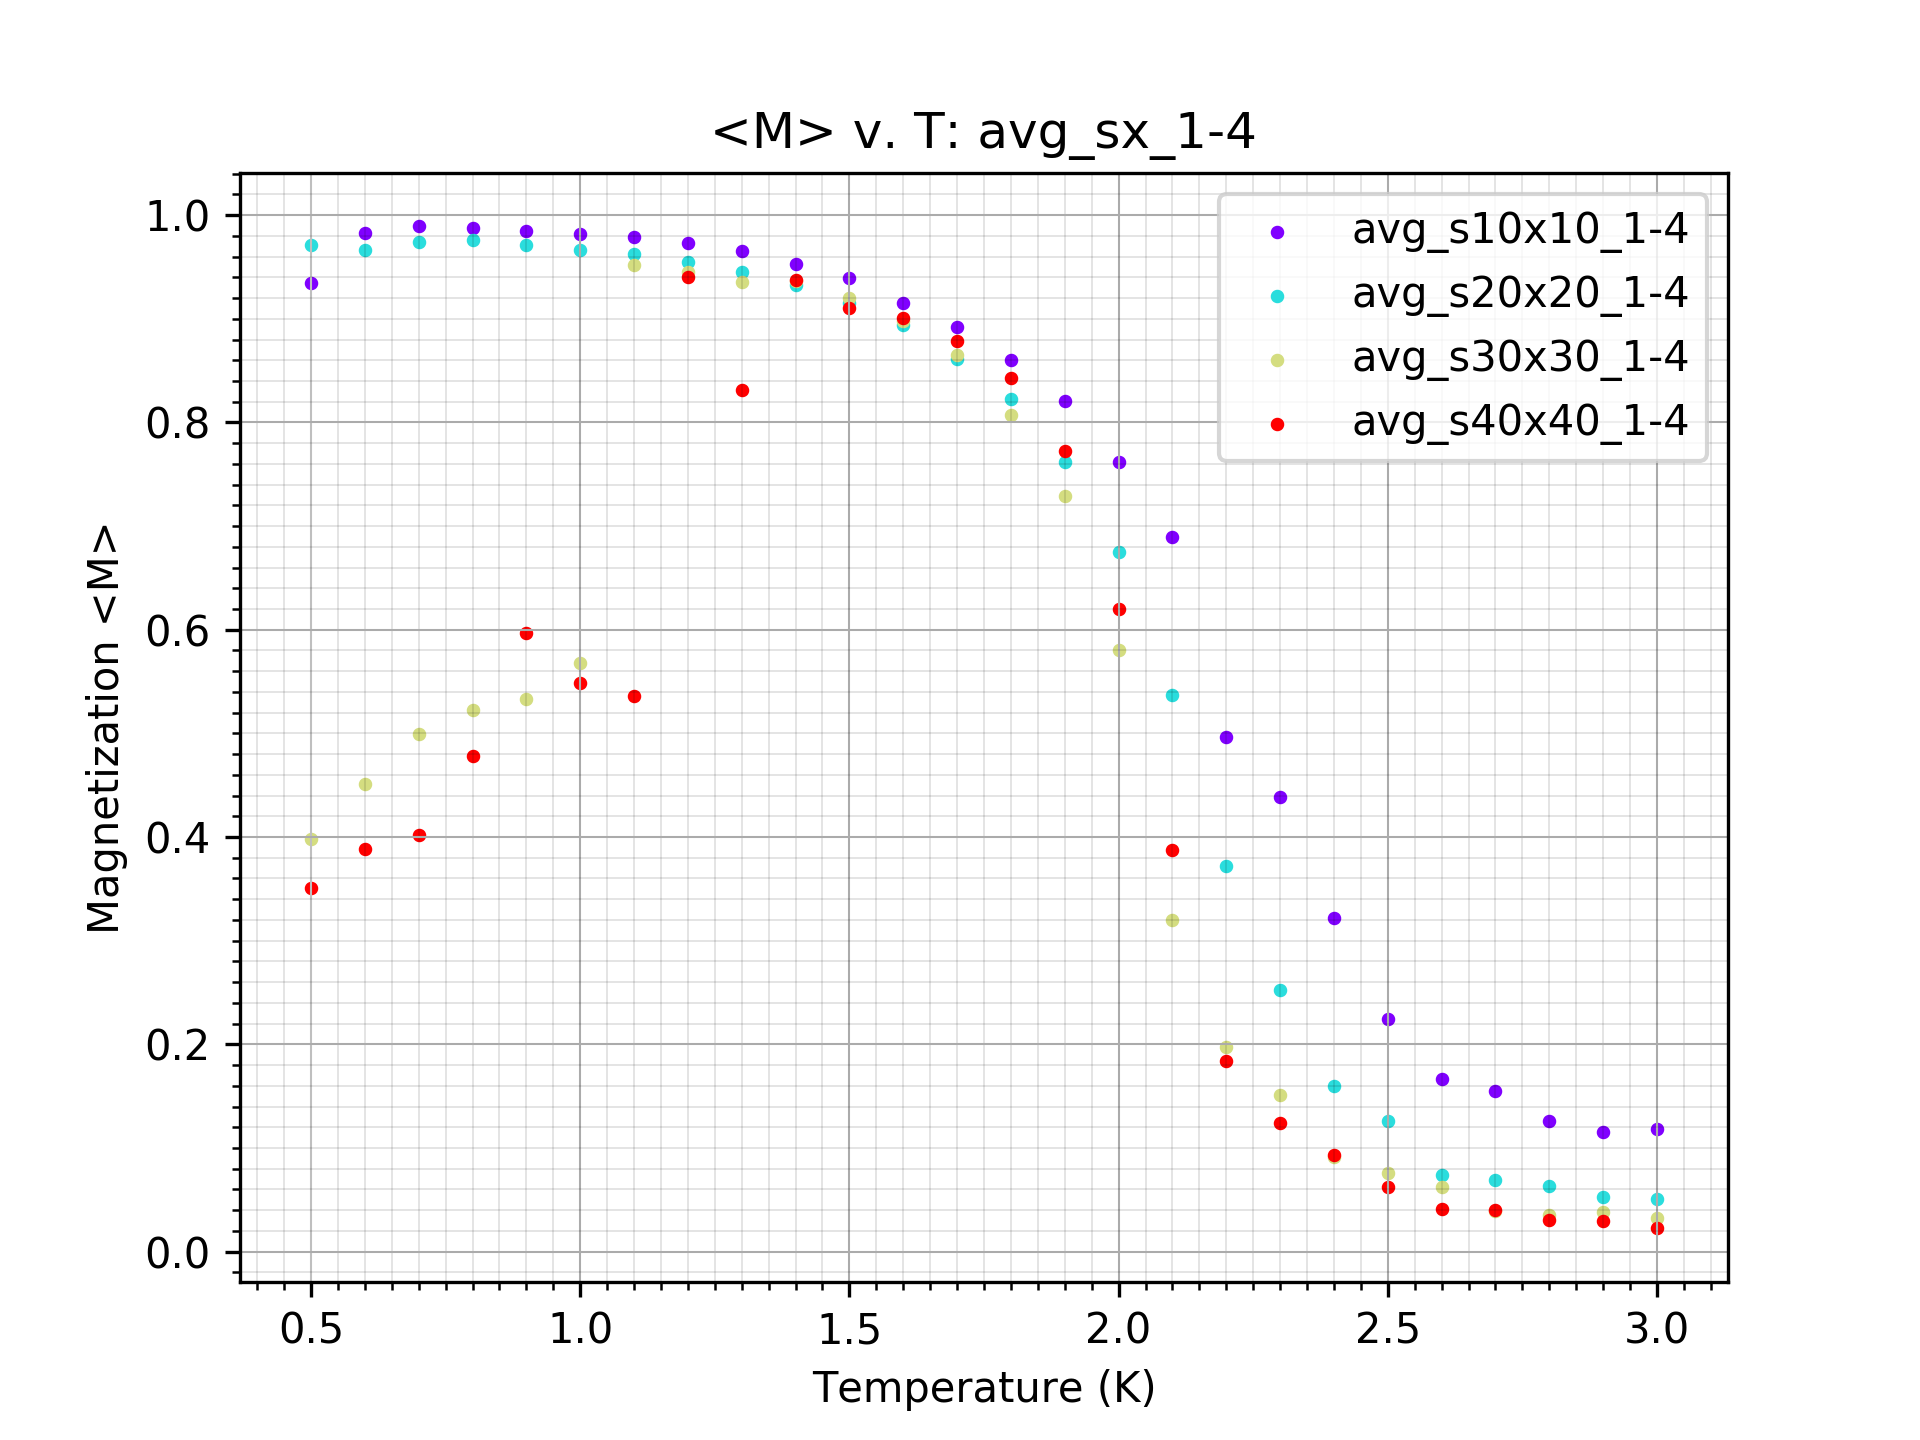 <M> v. T: avg_sx_1-4
avg_s10x10_1-4
avg_s20x20_1-4
avg_s30x30_1-4
avg_s40x40_1-4
Magnetization <M>
1.0
0.8
0.6
0.4
0.2
0.0
0.5 1.0 1.5 2.0 2.5 3.0
Temperature (K)